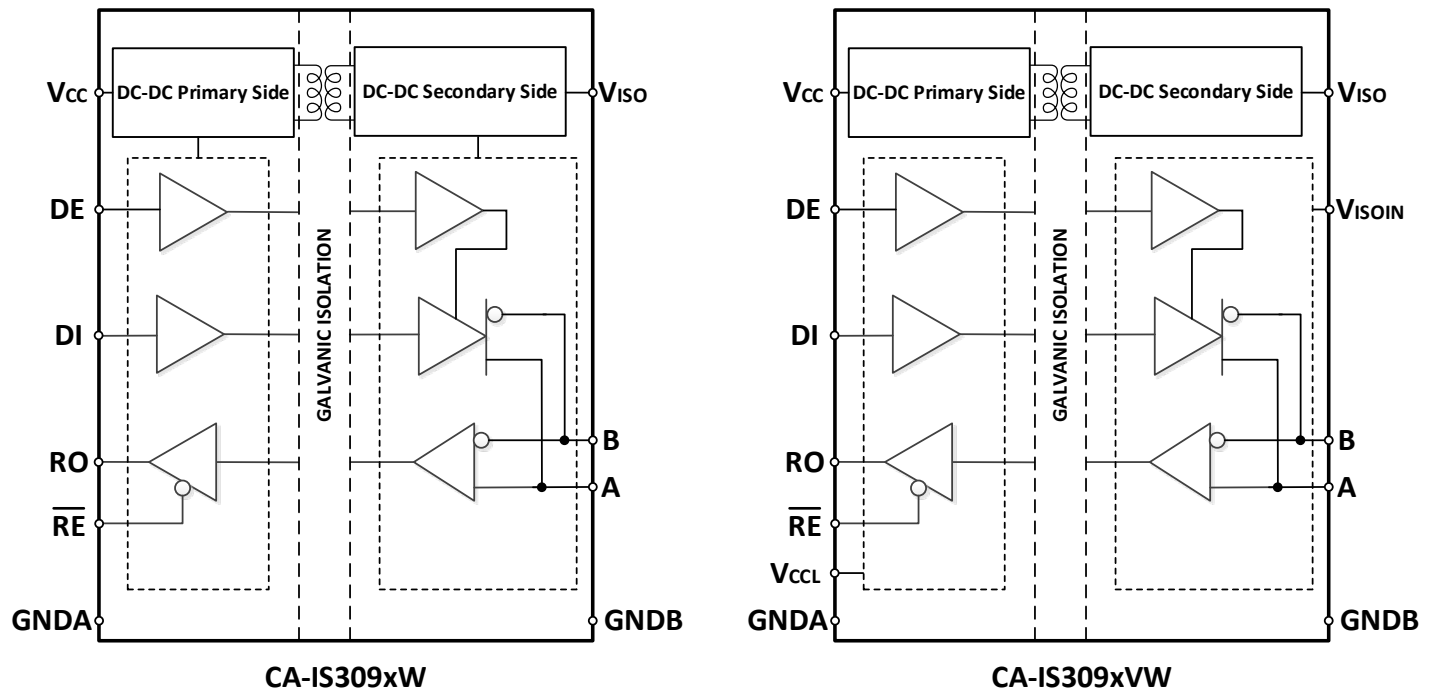 VCC
DC-DC Primary Side
DC-DC Secondary Side
VISO
DE
DI
GALVANIC ISOLATION
RO
B
A
RE
GNDA
GNDB
CA-IS309xW
VCC
DC-DC Primary Side
DC-DC Secondary Side
VISO
DE
VISOIN
DI
GALVANIC ISOLATION
RO
B
A
RE
VCCL
GNDA
GNDB
CA-IS309xVW